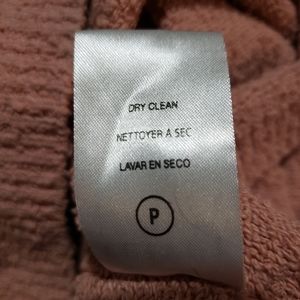 DRY CLEAN
NETTOYER A SEC
LAVAR EN SECO
P